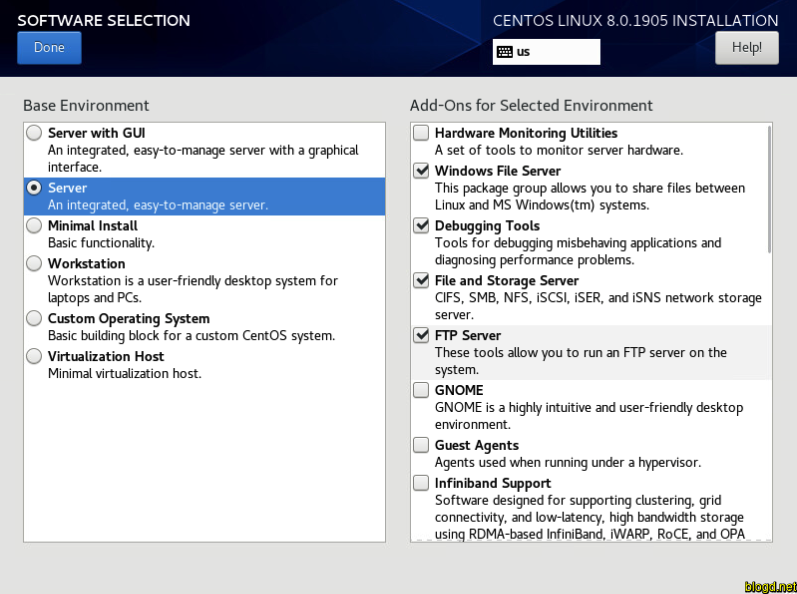 SOFTWARE SELECTION
CENTOS LINUX 8.0.1905 INSTALLATION
Done
us
Help!
Base Environment
Server with GUI
An integrated, easy-to-manage server with a graphical
interface.
Server
An integrated, easy-to-manage server.
Minimal Install
Basic functionality.
Workstation
Workstation is a user-friendly desktop system for
laptops and PCs.
Custom Operating System
Basic building block for a custom CentOS system.
Virtualization Host
Minimal virtualization host.
Add-Ons for Selected Environment
Hardware Monitoring Utilities
A set of tools to monitor server hardware.
Windows File Server
This package group allows you to share files between
Linux and MS Windows(tm) systems.
Debugging Tools
Tools for debugging misbehaving applications and
diagnosing performance problems.
File and Storage Server
CIFS, SMB, NFS, iSCSI, iSER, and iSNS network storage
server.
FTP Server
These tools allow you to run an FTP server on the
system.
GNOME
GNOME is a highly intuitive and user-friendly desktop
environment.
Guest Agents
Agents used when running under a hypervisor.
Infiniband Support
Software designed for supporting clustering, grid
connectivity, and low-latency, high bandwidth storage
using RDMA-based InfiniBand, iWARP, RoCE, and OPA
blogd.net